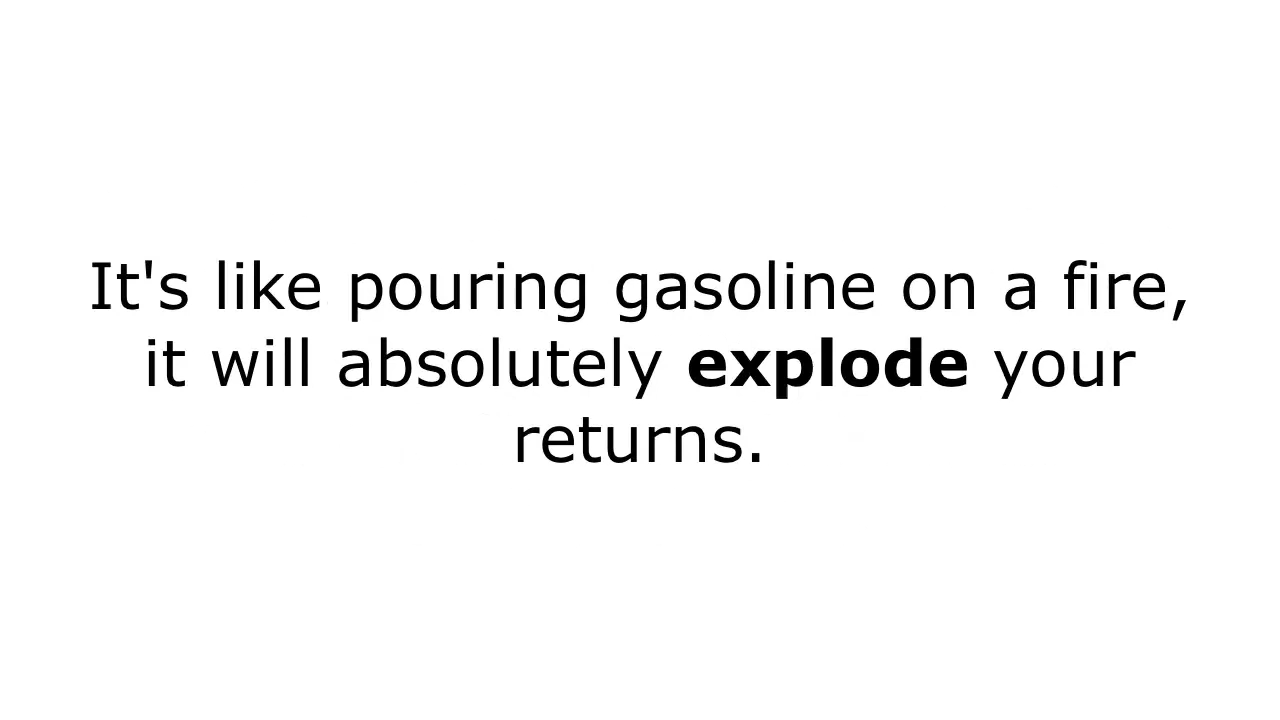 It's like pouring gasoline on a fire,
it will absolutely explode your
returns.